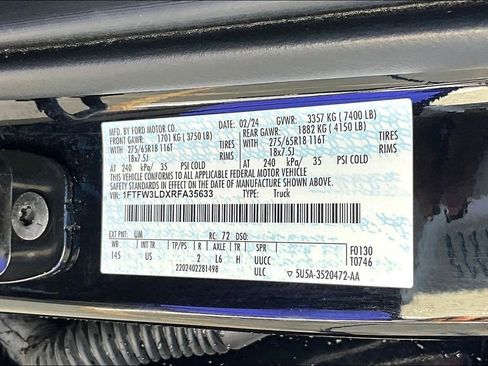 MFD. BY FORD MOTOR CO.
02/24 GVWR: 3357 KG ( 7400 LB)
FRONT GAWR: 1701 KG ( 3750 LB)
REAR GAWR: 1882 KG ( 4150 LB)
WITH 275/65R18 116T TIRES
18x7.5J RIMS
WITH 275/65R18 116T TIRES
18x7.5J RIMS
AT 240 kPa/ 35 PSI COLD
AT 240 kPa/ 35 PSI COLD
THIS VEHICLE CONFORMS TO ALL APPLICABLE FEDERAL MOTOR VEHICLE
SAFETY STANDARDS IN EFFECT ON THE DATE OF MANUFACTURE SHOWN ABOVE.
VIN: 1FTFW3LDXRFA35633 TYPE: Truck
EXT PNT: UM RC: 72 DSO:
WB TP/PS R AXLE TR SPR
145 US 2 L6 H UUCC
2202402281498 ULC
F0130
T0746
5U5A-3520472-AA